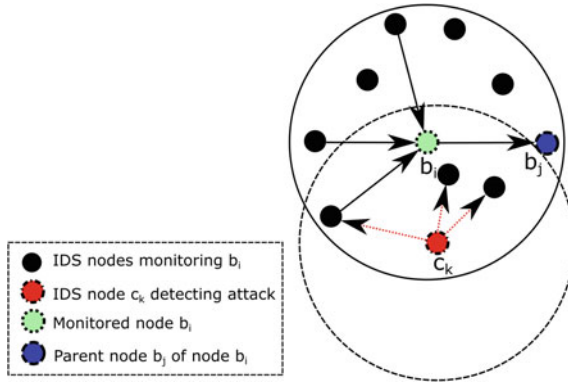 b_i
b_j
c_k
IDS nodes monitoring b_i
IDS node c_k detecting attack
Monitored node b_i
Parent node b_j of node b_i